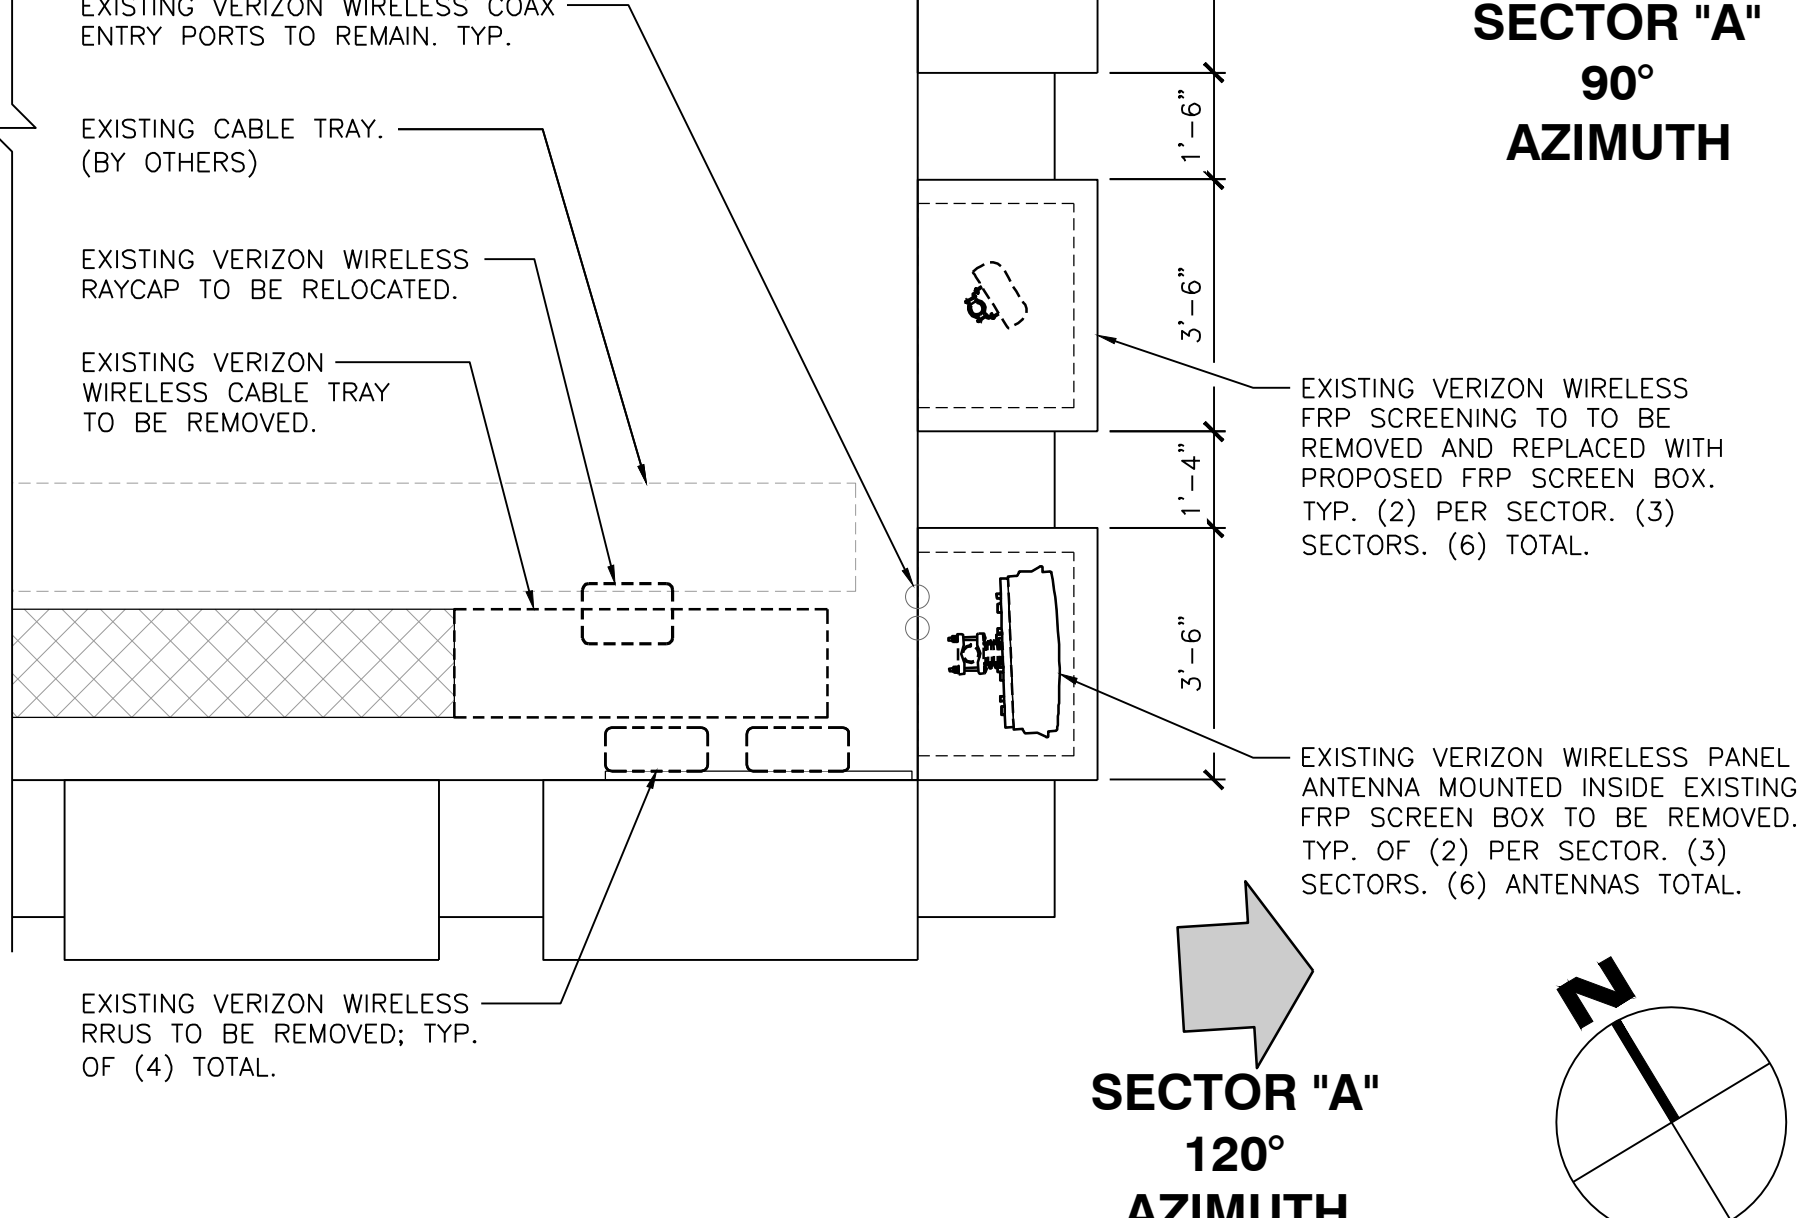 EXISTING VERIZON WIRELESS COAX
ENTRY PORTS TO REMAIN. TYP.
EXISTING CABLE TRAY.
(BY OTHERS)
EXISTING VERIZON WIRELESS
RAYCAP TO BE RELOCATED.
EXISTING VERIZON
WIRELESS CABLE TRAY
TO BE REMOVED.
EXISTING VERIZON WIRELESS
RRUS TO BE REMOVED; TYP.
OF (4) TOTAL.
1'-6"
3'-6"
1'-4"
3'-6"
SECTOR "A"
90°
AZIMUTH
EXISTING VERIZON WIRELESS
FRP SCREENING TO TO BE
REMOVED AND REPLACED WITH
PROPOSED FRP SCREEN BOX.
TYP. (2) PER SECTOR. (3)
SECTORS. (6) TOTAL.
EXISTING VERIZON WIRELESS PANEL
ANTENNA MOUNTED INSIDE EXISTING
FRP SCREEN BOX TO BE REMOVED.
TYP. OF (2) PER SECTOR. (3)
SECTORS. (6) ANTENNAS TOTAL.
N
SECTOR "A"
120°
AZIMUTH